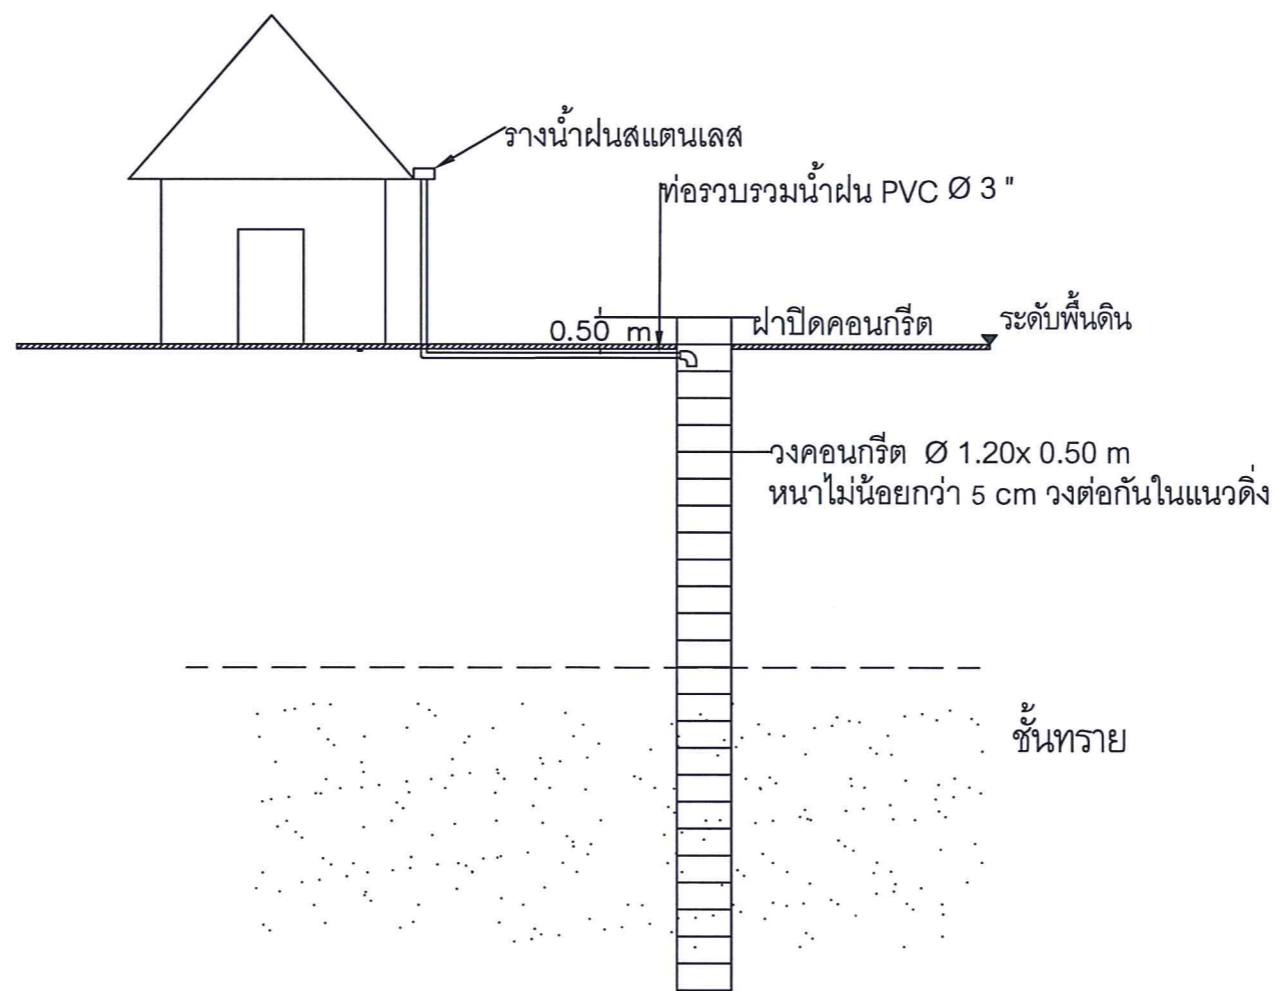 รางน้ำฝนสแตนเลส
ท่อรวบรวมน้ำฝน PVC Ø 3 "
0.50 m
ฝาปิดคอนกรีต
ระดับพื้นดิน
วงคอนกรีต Ø 1.20x 0.50 m
หนาไม่น้อยกว่า 5 cm วงต่อกันในแนวดิ่ง
ชั้นทราย